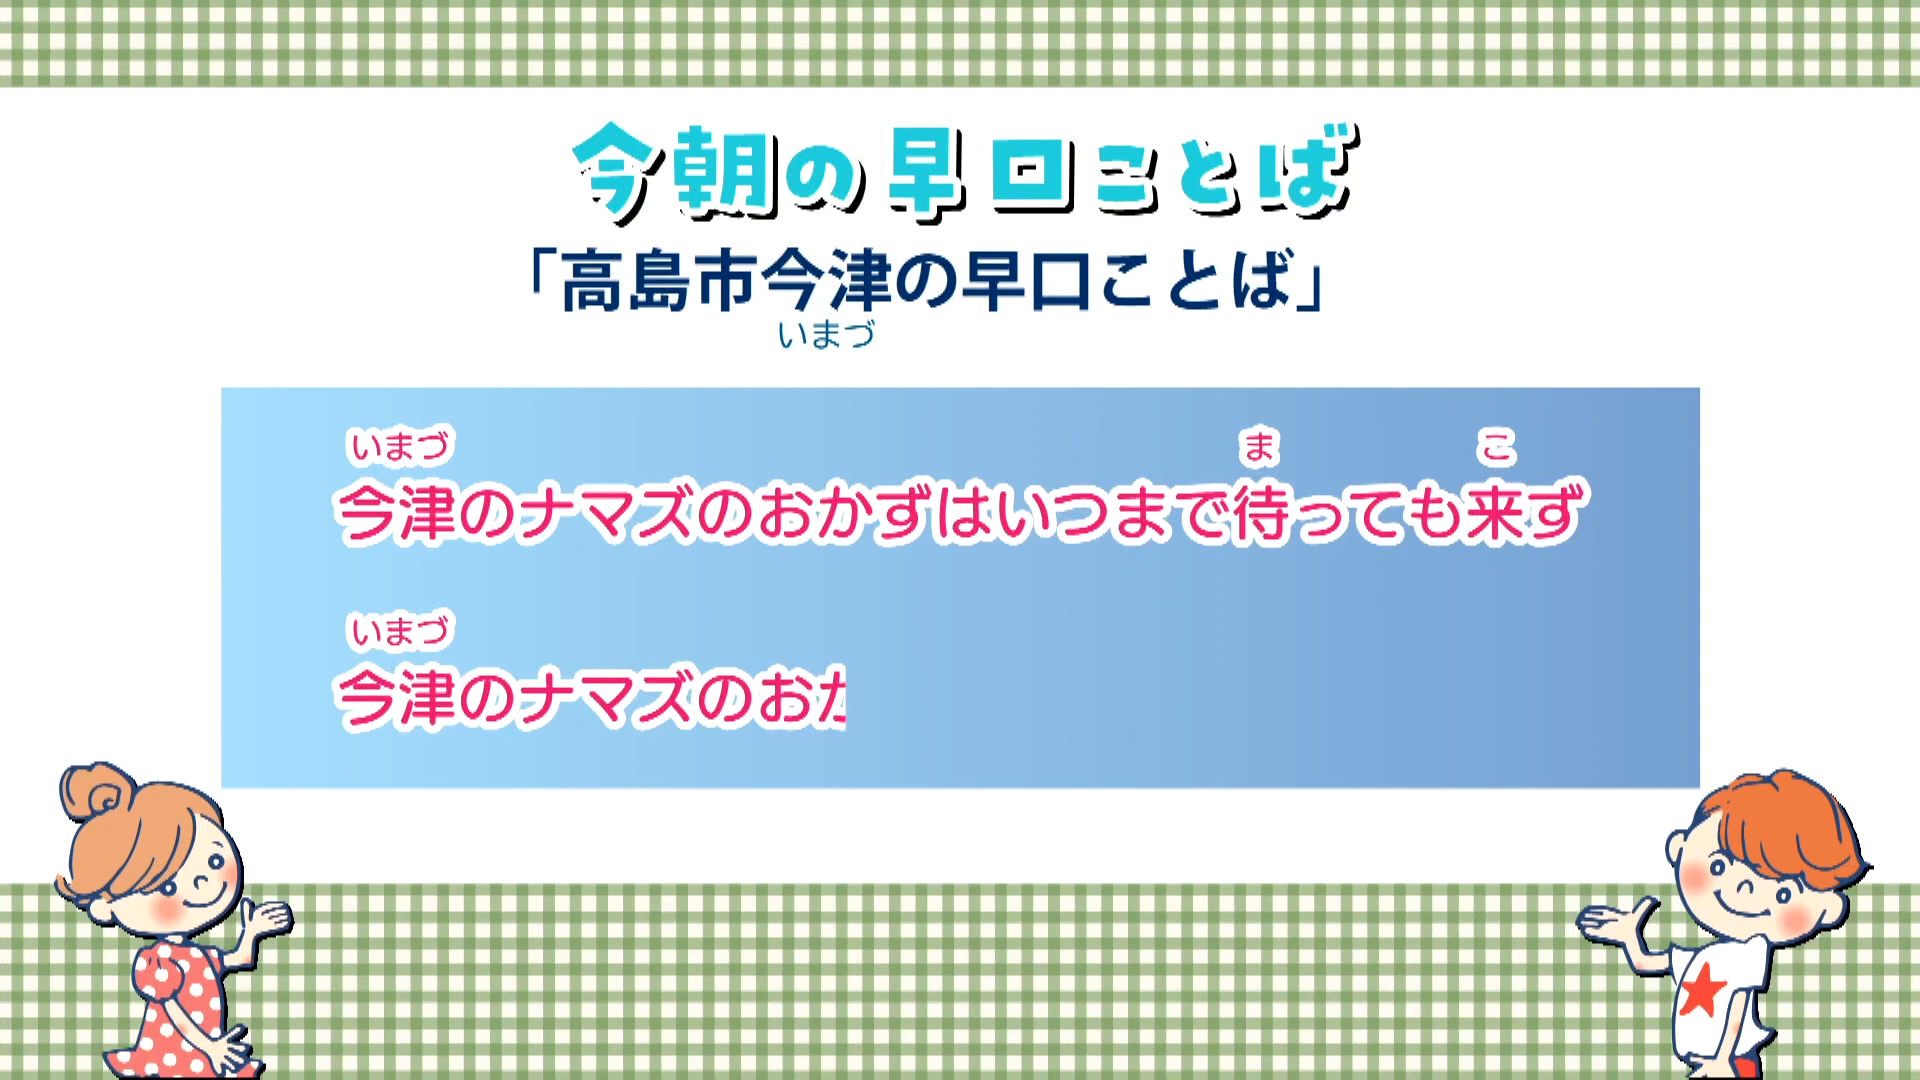 今朝の早口ことば
「高島市今津の早口ことば」
いまづ
いまづ ま こ
今津のナマズのおかずはいつまで待っても来ず
いまづ
今津のナマズのおか